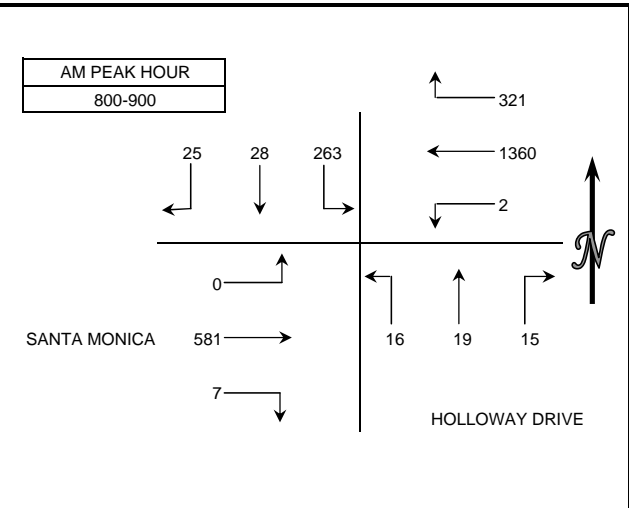 AM PEAK HOUR
800-900
321
25 28 263 1360
2
N
0
SANTA MONICA 581 16 19 15
7
HOLLOWAY DRIVE